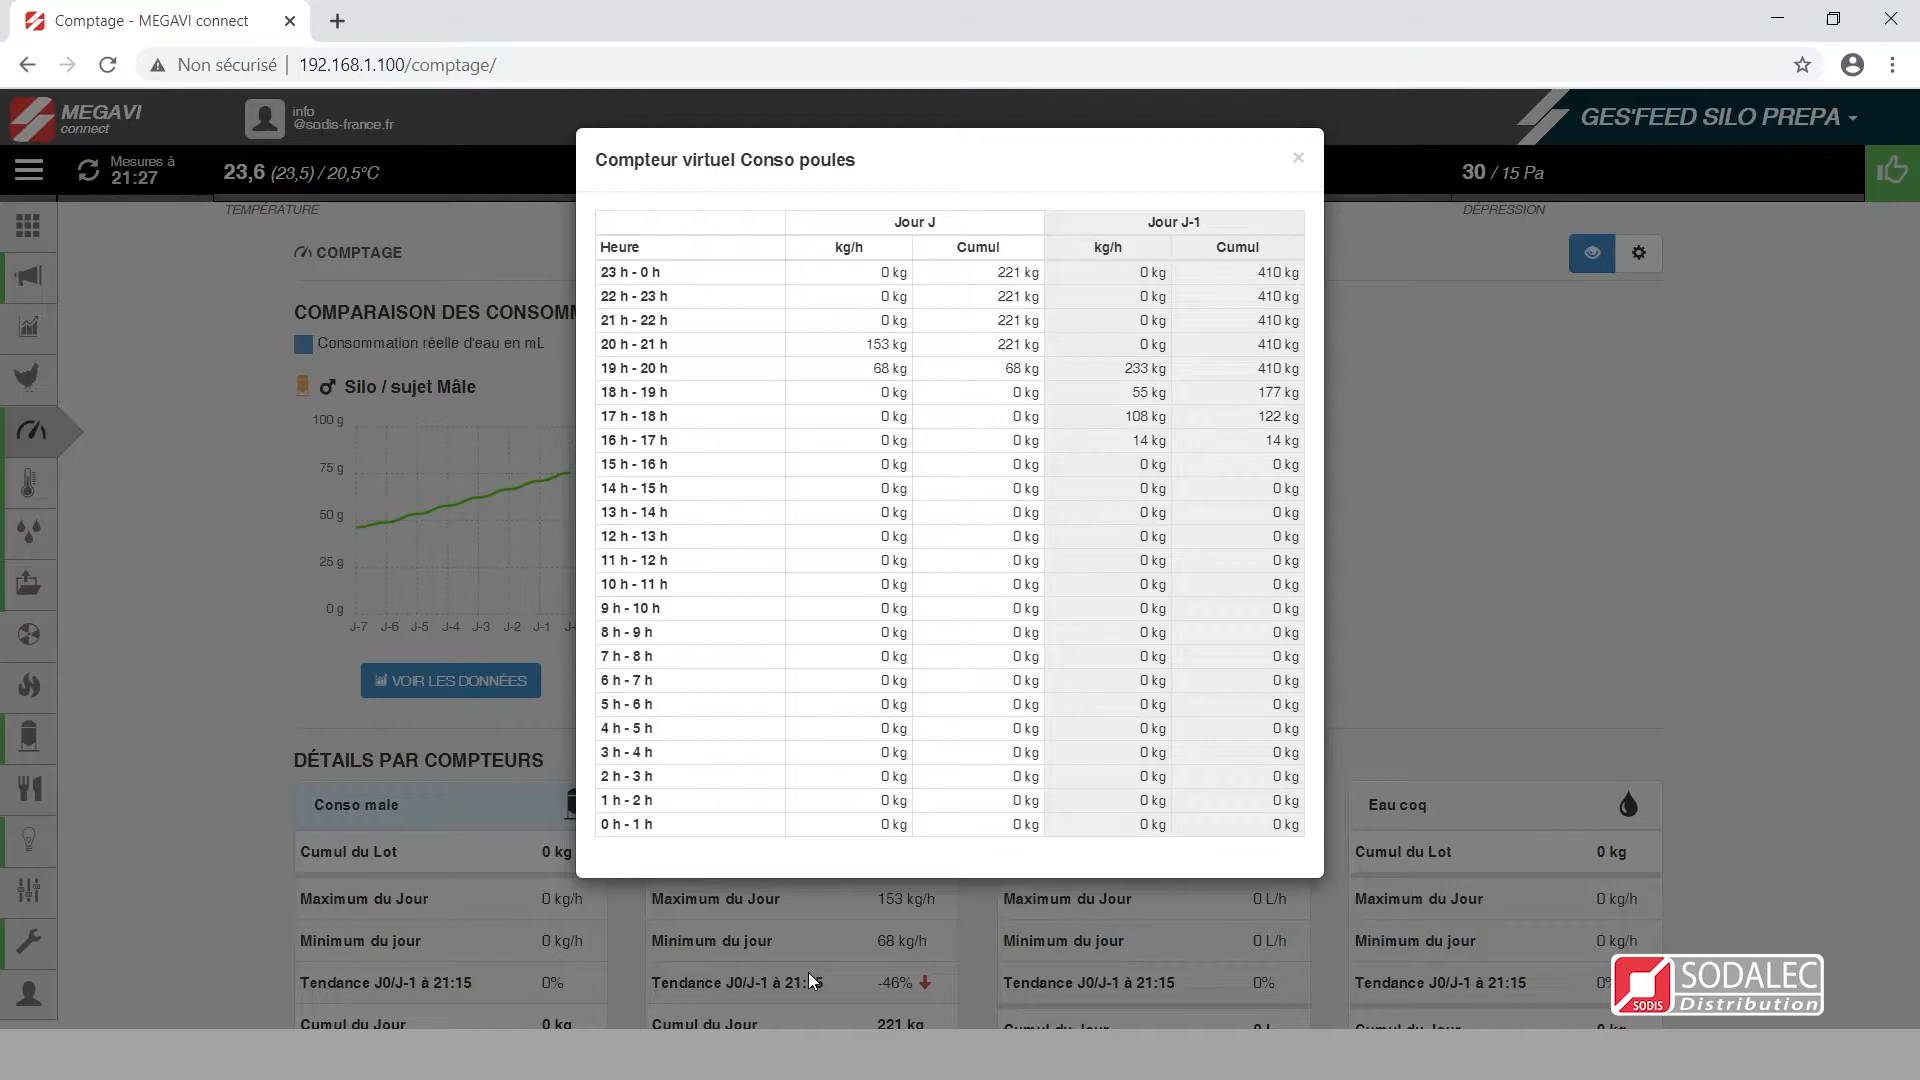 Comptage - MEGAVI connect
Non sécurisé | 192.168.1.100/comptage/
MEGAVI
connect
info
@sodis-france.fr
GES'FEED SILO PREPA
Mesures à
21:27
23,6 (23,5) / 20,5°C
30 / 15 Pa
TEMPÉRATURE
DÉPRESSION
COMPTAGE
COMPARAISON DES CONSOMM
Consommation réelle d'eau en mL
Silo / sujet Mâle
100 g
75 g
50 g
25 g
0 g
J-7 J-6 J-5 J-4 J-3 J-2 J-1
VOIR LES DONNÉES
Compteur virtuel Conso poules
×
Jour J Jour J-1
Heure kg/h Cumul kg/h Cumul
23 h - 0 h 0 kg 221 kg 0 kg 410 kg
22 h - 23 h 0 kg 221 kg 0 kg 410 kg
21 h - 22 h 0 kg 221 kg 0 kg 410 kg
20 h - 21 h 153 kg 221 kg 0 kg 410 kg
19 h - 20 h 68 kg 68 kg 233 kg 410 kg
18 h - 19 h 0 kg 0 kg 55 kg 177 kg
17 h - 18 h 0 kg 0 kg 108 kg 122 kg
16 h - 17 h 0 kg 0 kg 14 kg 14 kg
15 h - 16 h 0 kg 0 kg 0 kg 0 kg
14 h - 15 h 0 kg 0 kg 0 kg 0 kg
13 h - 14 h 0 kg 0 kg 0 kg 0 kg
12 h - 13 h 0 kg 0 kg 0 kg 0 kg
11 h - 12 h 0 kg 0 kg 0 kg 0 kg
10 h - 11 h 0 kg 0 kg 0 kg 0 kg
9 h - 10 h 0 kg 0 kg 0 kg 0 kg
8 h - 9 h 0 kg 0 kg 0 kg 0 kg
7 h - 8 h 0 kg 0 kg 0 kg 0 kg
6 h - 7 h 0 kg 0 kg 0 kg 0 kg
5 h - 6 h 0 kg 0 kg 0 kg 0 kg
4 h - 5 h 0 kg 0 kg 0 kg 0 kg
3 h - 4 h 0 kg 0 kg 0 kg 0 kg
2 h - 3 h 0 kg 0 kg 0 kg 0 kg
1 h - 2 h 0 kg 0 kg 0 kg 0 kg
0 h - 1 h 0 kg 0 kg 0 kg 0 kg
DÉTAILS PAR COMPTEURS
Conso male Eau coq
Cumul du Lot 0 kg Cumul du Lot 0 kg
Maximum du Jour 0 kg/h Maximum du Jour 153 kg/h Maximum du Jour 0 L/h Maximum du Jour 0 kg/h
Minimum du jour 0 kg/h Minimum du jour 68 kg/h Minimum du jour 0 L/h Minimum du jour 0 kg/h
Tendance J0/J-1 à 21:15 0% Tendance J0/J-1 à 21:15 -46% Tendance J0/J-1 à 21:15 0% Tendance J0/J-1 à 21:15
Cumul du Jour 0 kg Cumul du Jour 221 kg Cumul du Jour Cumul du Jour
SODIS
SODALEC
Distribution